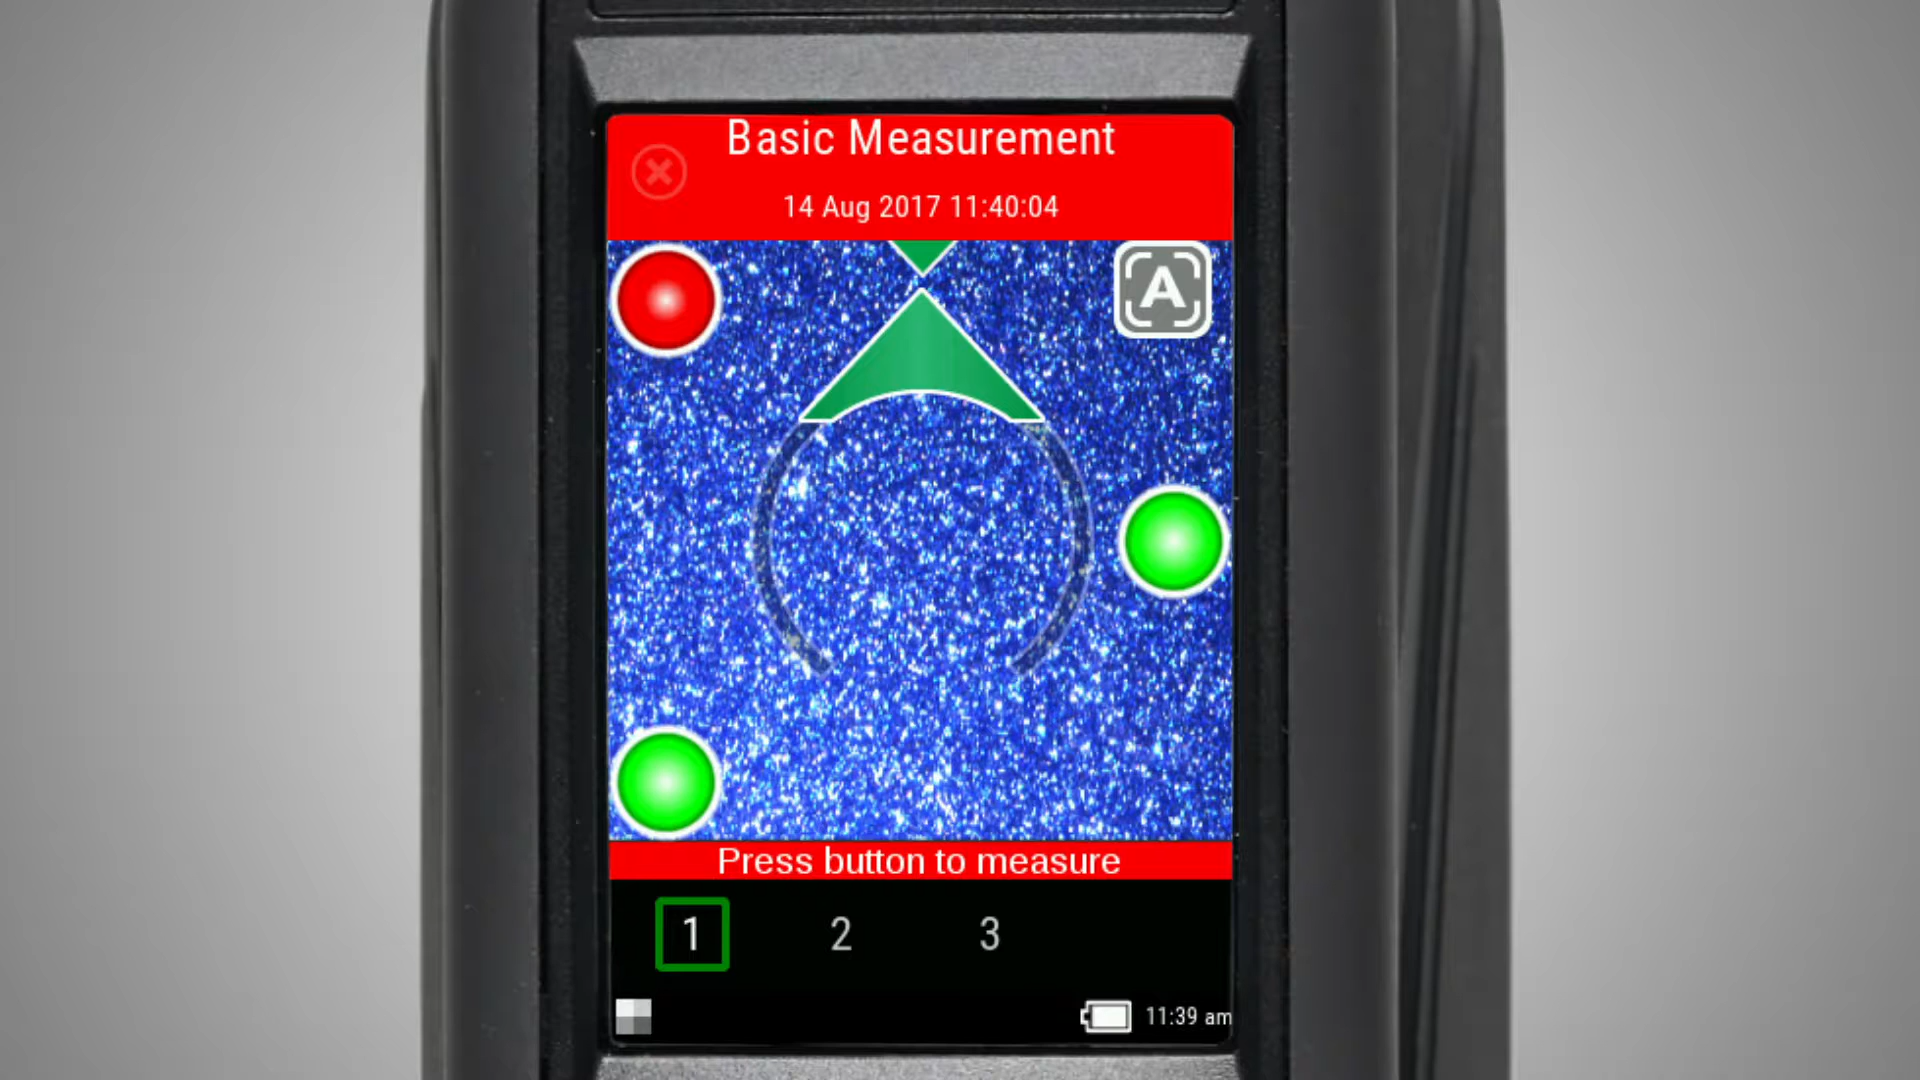 Basic Measurement
14 Aug 2017 11:40:04
A
Press button to measure
1 2 3
11:39 am